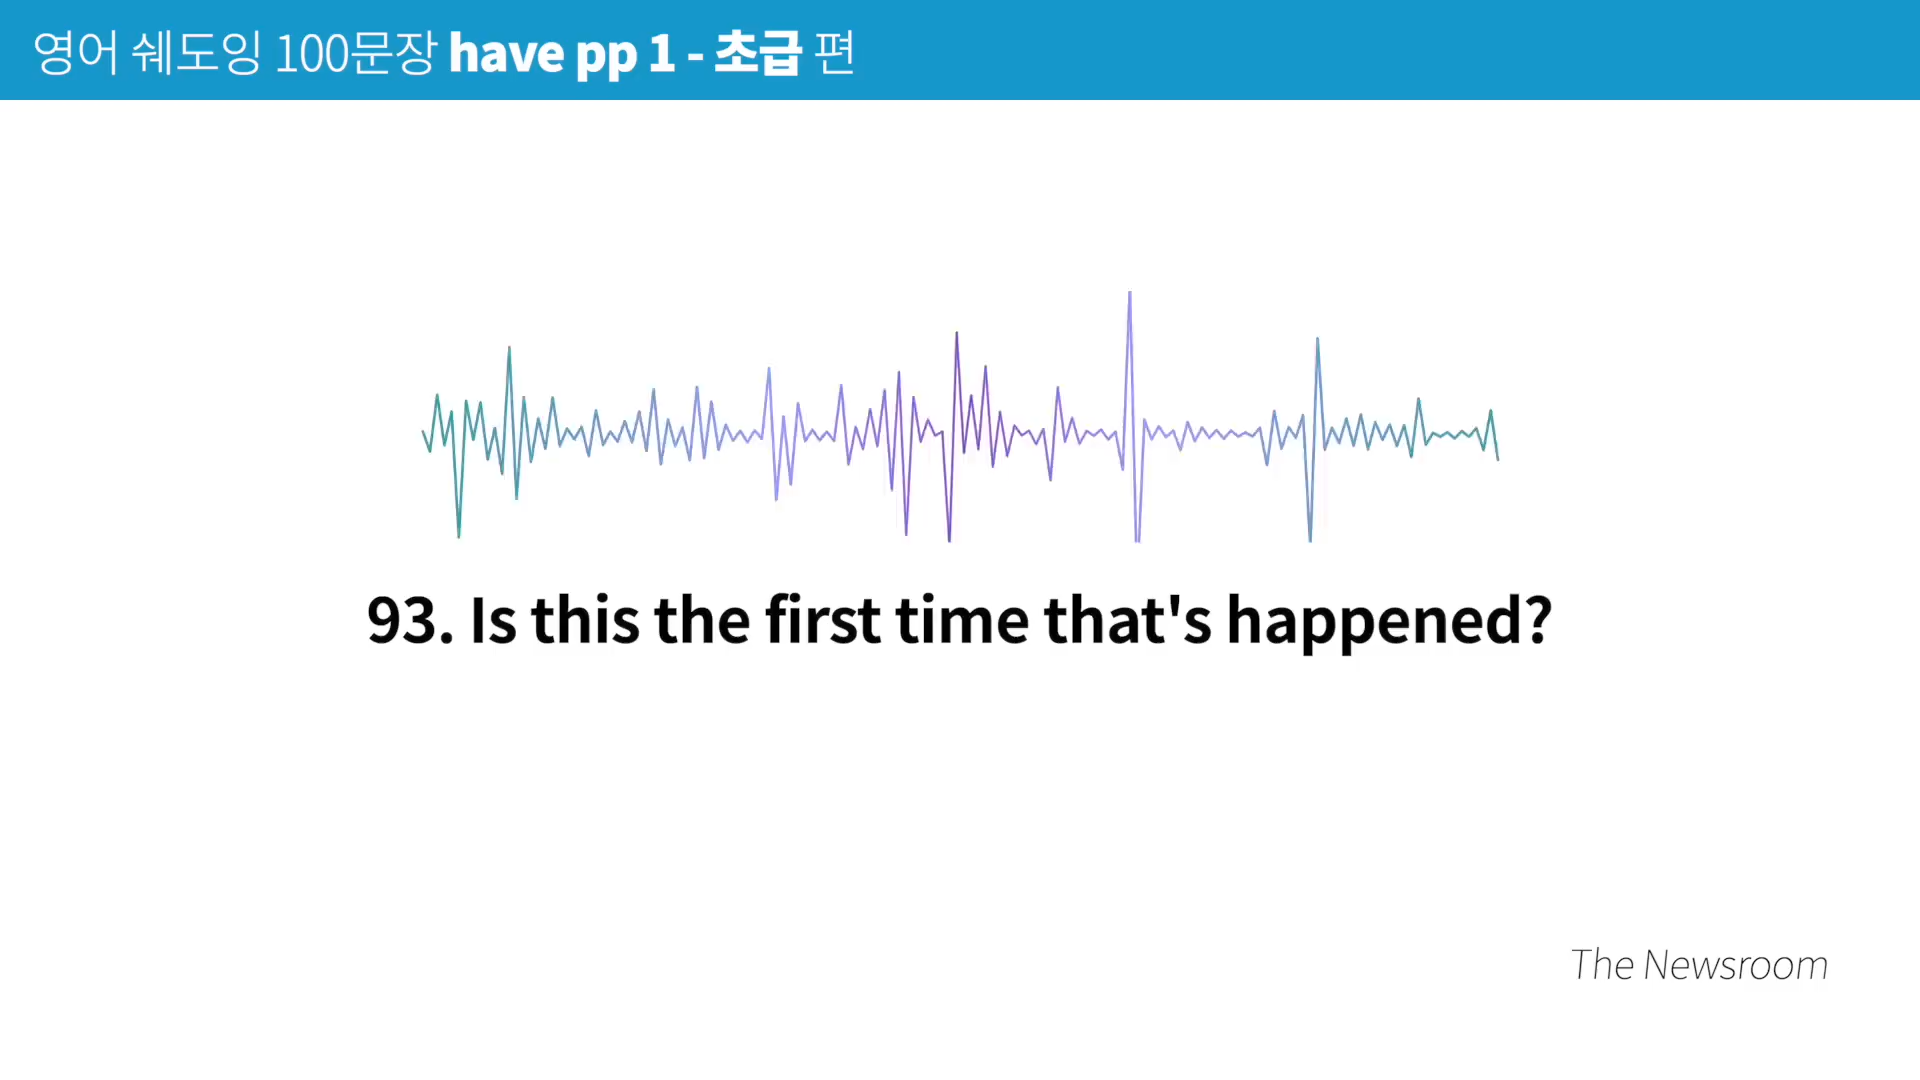 영어 쉐도잉 100문장 have pp 1 - 초급 편
93. Is this the first time that's happened?
The Newsroom